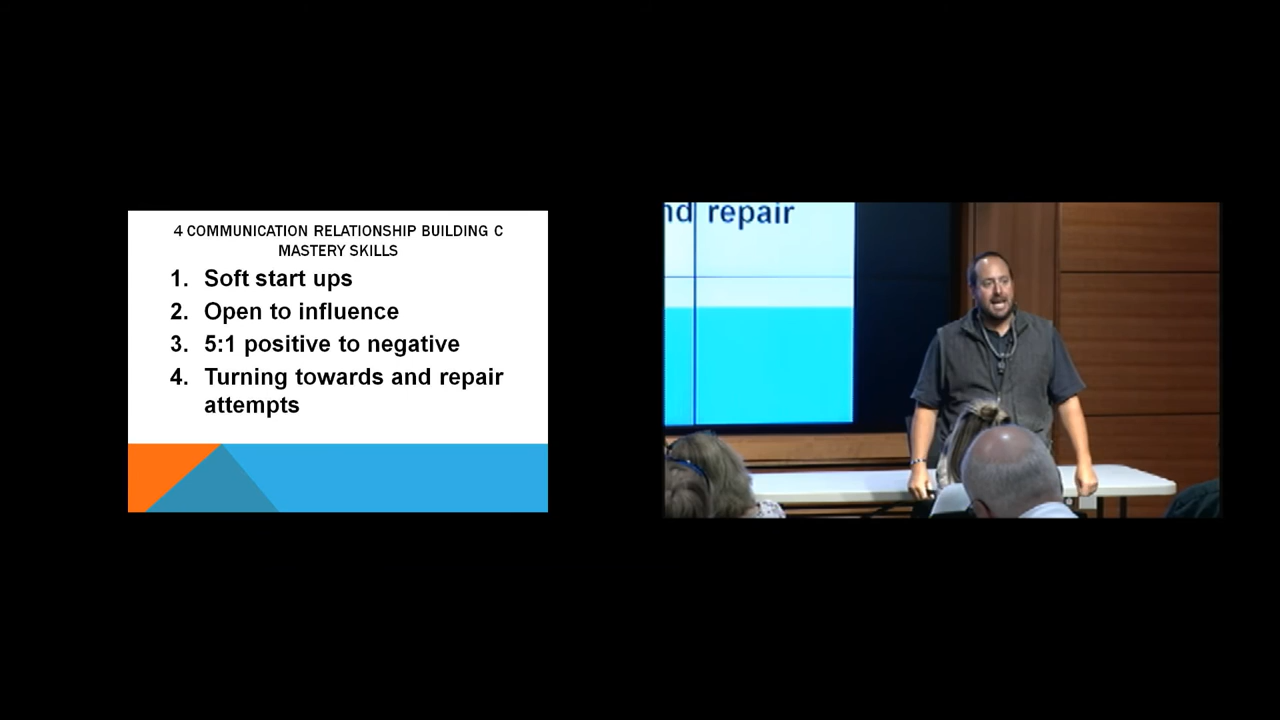 4 COMMUNICATION RELATIONSHIP BUILDING C
MASTERY SKILLS
1. Soft start ups
2. Open to influence
3. 5:1 positive to negative
4. Turning towards and repair
attempts
nd repair